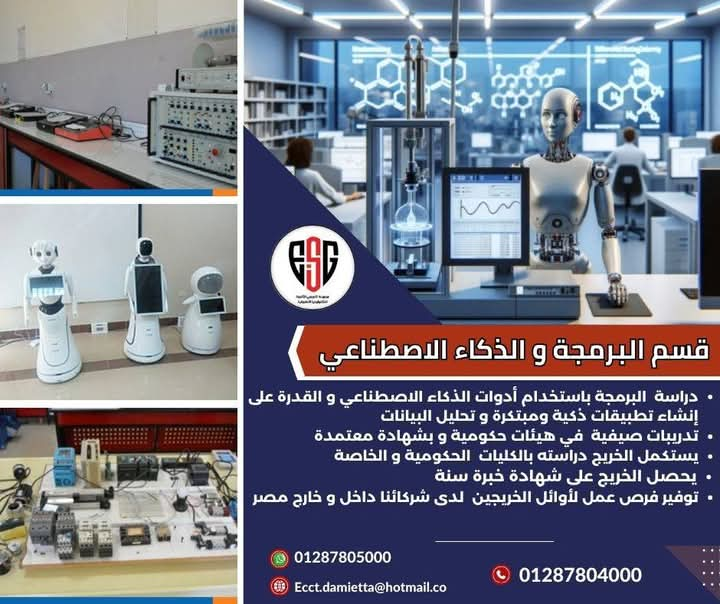 ESG
قسم البرمجة و الذكاء الاصطناعي
• دراسة البرمجة باستخدام أدوات الذكاء الاصطناعي و القدرة على
إنشاء تطبيقات ذكية ومبتكرة و تحليل البيانات
• تدريبات صيفية في هيئات حكومية و بشهادة معتمدة
• يستكمل الخريج دراسته بالكليات الحكومية و الخاصة
• يحصل الخريج على شهادة خبرة سنة
• توفير فرص عمل لأوائل الخريجين لدى شركائنا داخل و خارج مصر
01287805000
01287804000
Ecct.damietta@hotmail.co